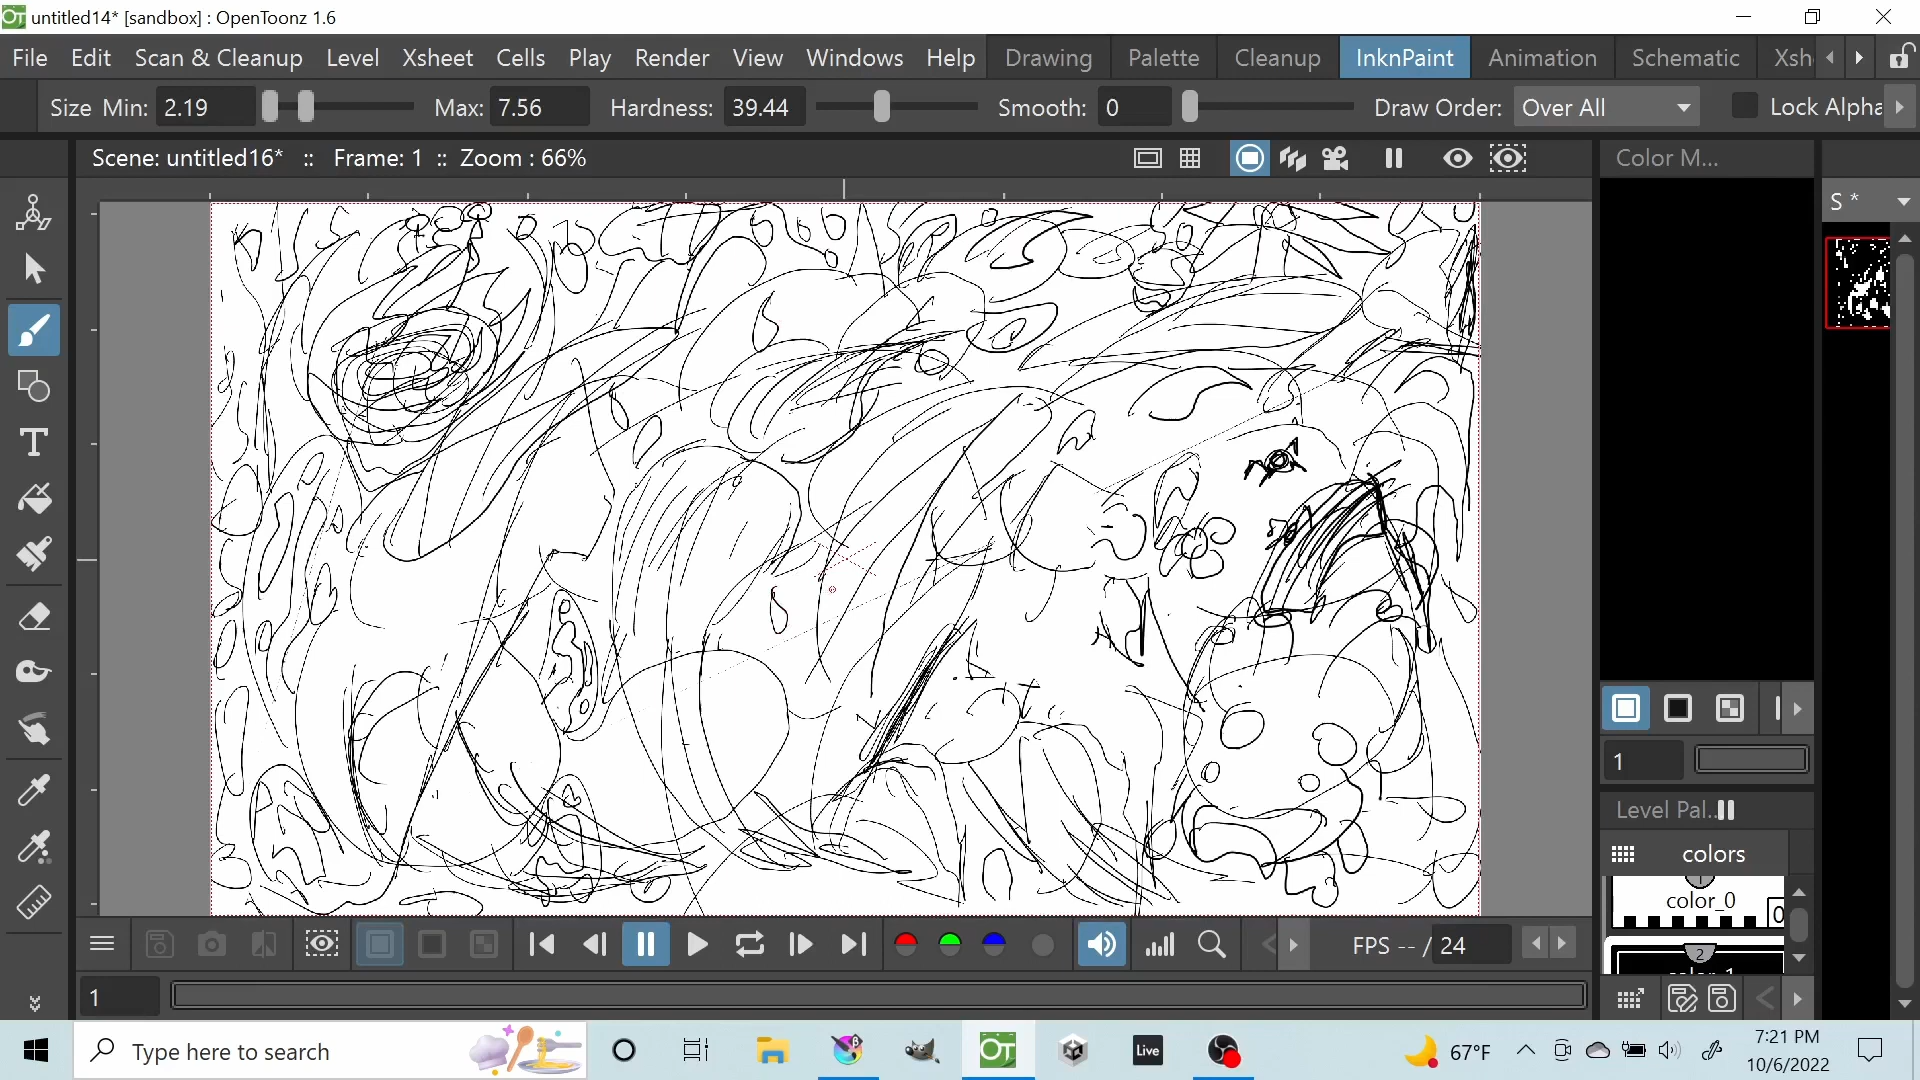 untitled14* [sandbox] : OpenToonz 1.6
File Edit Scan & Cleanup Level Xsheet Cells Play Render View Windows Help Drawing Palette Cleanup InknPaint Animation Schematic Xsh
Size Min: 2.19 Max: 7.56 Hardness: 39.44 Smooth: 0 Draw Order: Over All Lock Alpha
Scene: untitled16* :: Frame: 1 :: Zoom : 66% Color M...
S *
1
Level Pal...
colors
color_0
0
2
FPS -- / 24
1
Type here to search Live 67°F 7:21 PM
10/6/2022